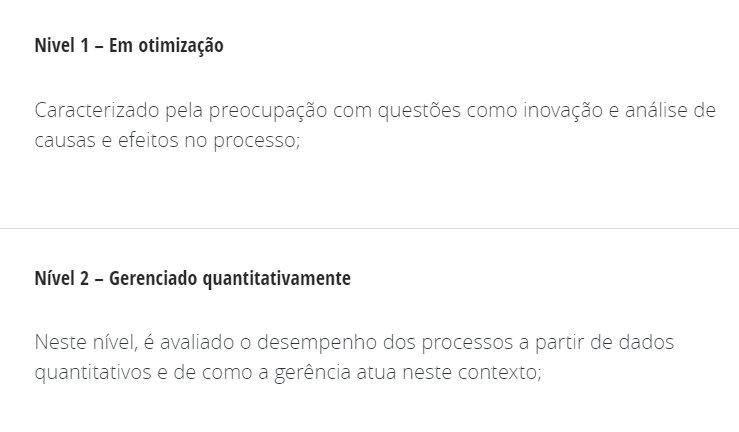 Nivel 1 – Em otimização
Caracterizado pela preocupação com questões como inovação e análise de
causas e efeitos no processo;
Nível 2 – Gerenciado quantitativamente
Neste nível, é avaliado o desempenho dos processos a partir de dados
quantitativos e de como a gerência atua neste contexto;